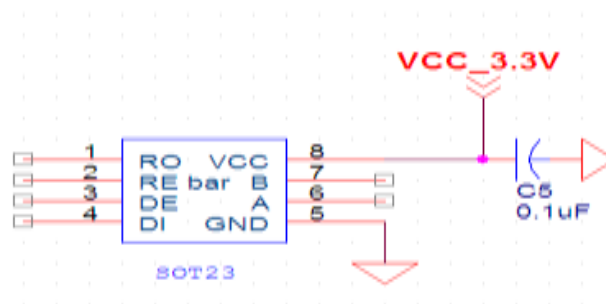 VCC_3.3V
1 RO VCC 8
2 RE bar B 7
3 DE A 6
4 DI GND 5
C5
0.1uF
SOT23